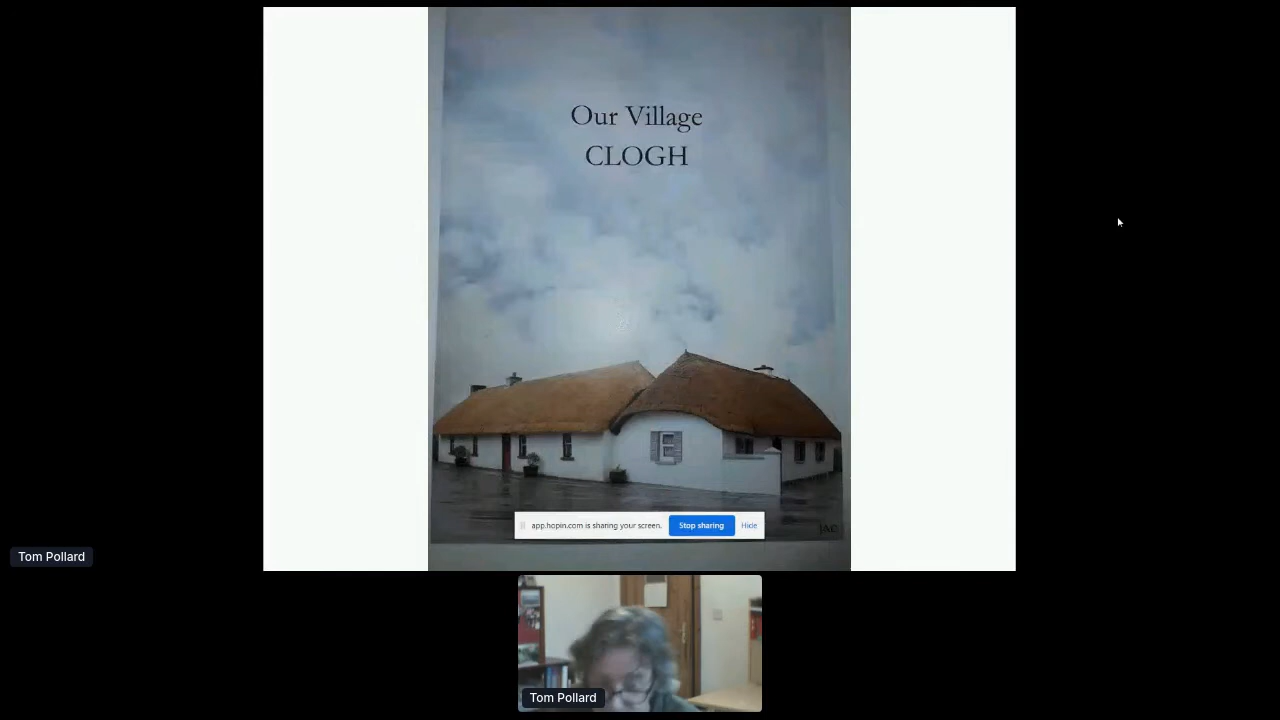 Our Village
CLOGH
app.hopin.com is sharing your screen.
Stop sharing
Hide
Tom Pollard
Tom Pollard